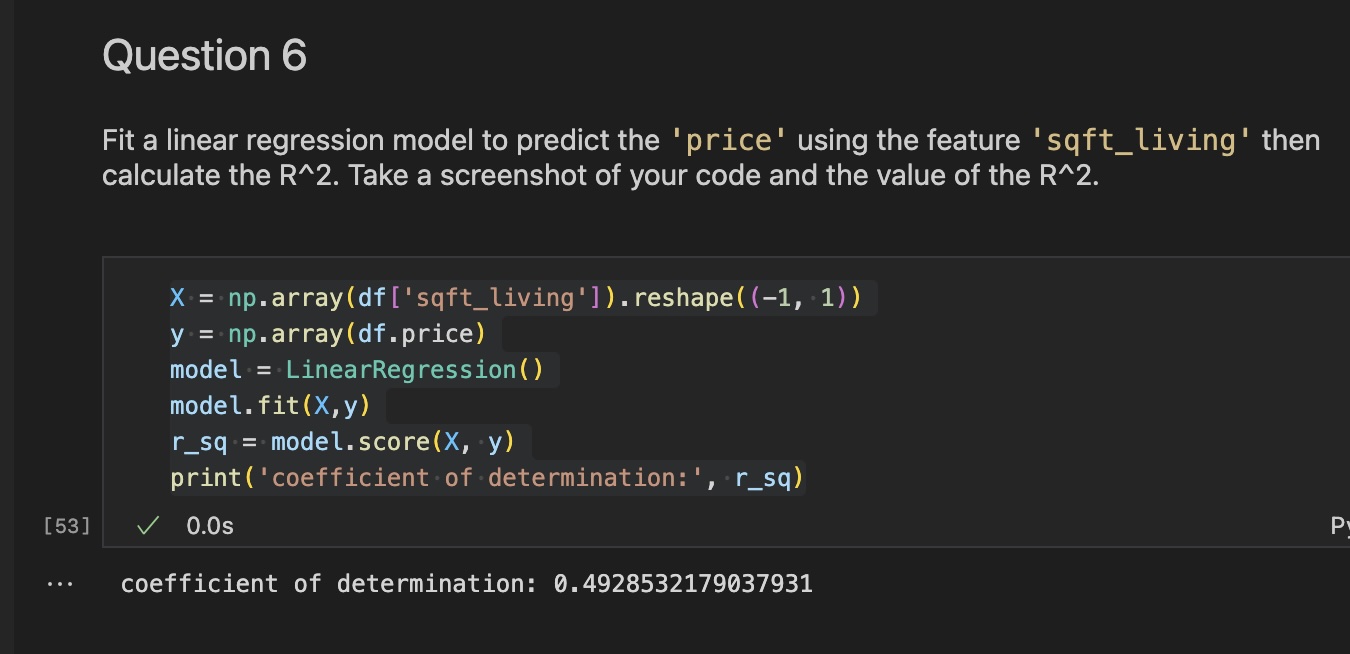 Question 6
Fit a linear regression model to predict the 'price' using the feature 'sqft_living' then
calculate the R^2. Take a screenshot of your code and the value of the R^2.
X = np.array(df['sqft_living']).reshape((-1, 1))
y = np.array(df.price)
model = LinearRegression()
model.fit(X,y)
r_sq = model.score(X, y)
print('coefficient of determination:', r_sq)
[53] ✓ 0.0s Py
... coefficient of determination: 0.4928532179037931